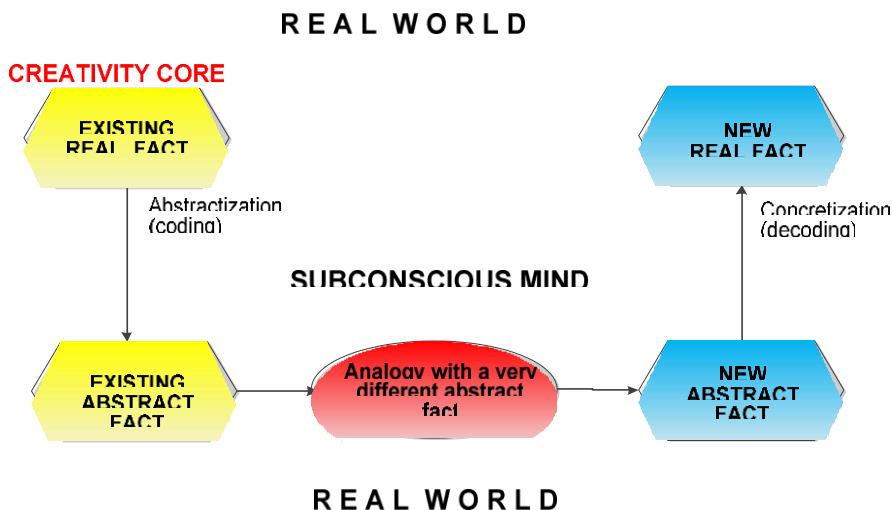 REAL WORLD
CREATIVITY CORE
EXISTING
REAL FACT
NEW
REAL FACT
Abstractization
(coding)
Concretization
(decoding)
SUBCONSCIOUS MIND
EXISTING
ABSTRACT
FACT
Analogy with a very
different abstract
fact
NEW
ABSTRACT
FACT
REAL WORLD